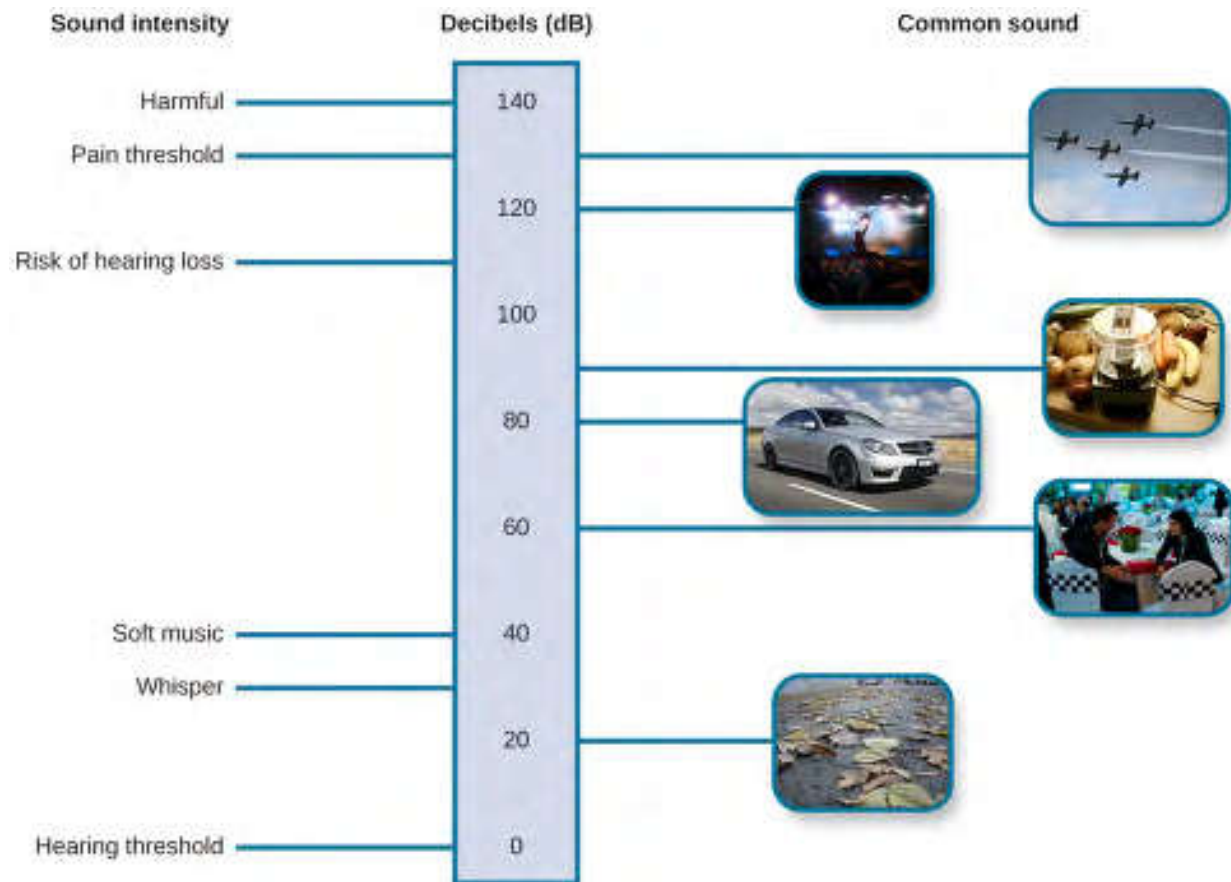 Sound intensity
Decibels (dB)
Common sound
Harmful
140
Pain threshold
120
Risk of hearing loss
100
80
60
Soft music
40
Whisper
20
Hearing threshold
0